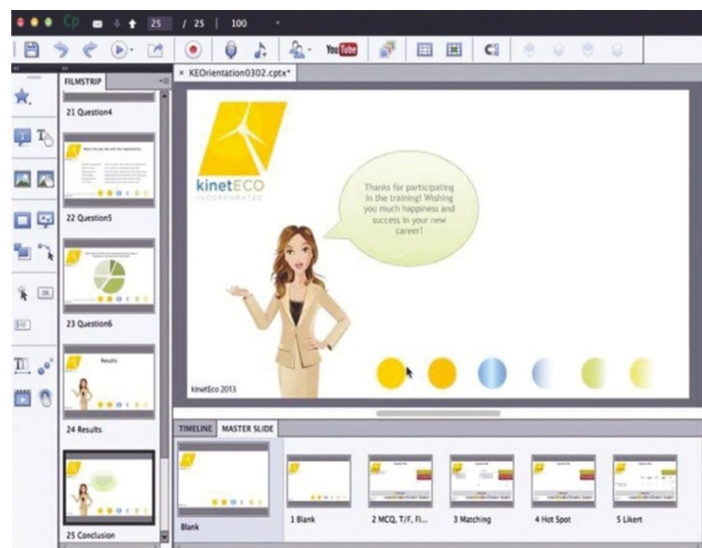 Cp 25 / 25 | 100
You Tube
FILMSTRIP
× KEOrientation0302.cptx*
21 Question4
22 Question5
23 Question6
Results
24 Results
25 Conclusion
kinetECO
INCORPORATED
Thanks for participating
in the training! Wishing
you much happiness and
success in your new
career!
kinetEco 2013
TIMELINE MASTER SLIDE
Blank
1 Blank
2 MCQ, T/F, FI...
3 Matching
4 Hot Spot
5 Likert